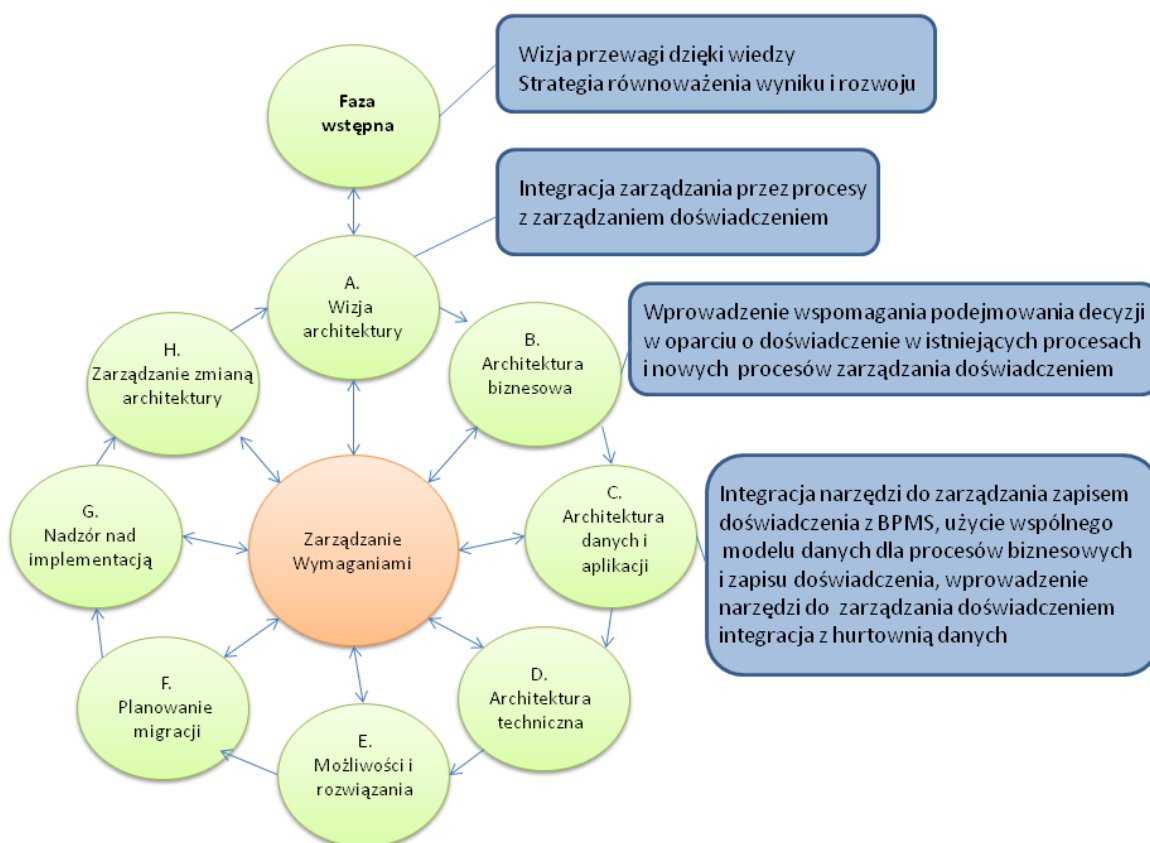 Faza
wstępna
Wizja przewagi dzięki wiedzy
Strategia równoważenia wyniku i rozwoju
Integracja zarządzania przez procesy
z zarządzaniem doświadczeniem
A.
Wizja
architektury
B.
Architektura
biznesowa
Wprowadzenie wspomagania podejmowania decyzji
w oparciu o doświadczenie w istniejących procesach
i nowych procesów zarządzania doświadczeniem
C.
Architektura
danych i
aplikacji
Integracja narzędzi do zarządzania zapisem
doświadczenia z BPMS, użycie wspólnego
modelu danych dla procesów biznesowych
i zapisu doświadczenia, wprowadzenie
narzędzi do zarządzania doświadczeniem
integracja z hurtownią danych
D.
Architektura
techniczna
E.
Możliwości i
rozwiązania
F.
Planowanie
migracji
G.
Nadzór nad
implementacją
H.
Zarządzanie zmianą
architektury
Zarządzanie
Wymaganiami